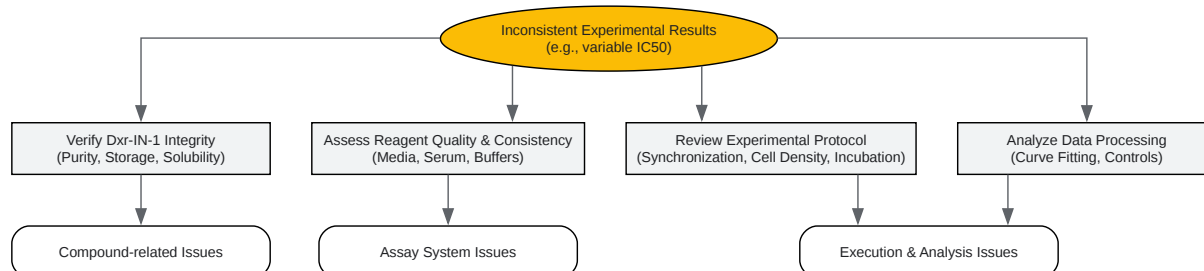 Inconsistent Experimental Results
(e.g., variable IC50)
Verify Dxr-IN-1 Integrity
(Purity, Storage, Solubility)
Assess Reagent Quality & Consistency
(Media, Serum, Buffers)
Review Experimental Protocol
(Synchronization, Cell Density, Incubation)
Analyze Data Processing
(Curve Fitting, Controls)
Compound-related Issues
Assay System Issues
Execution & Analysis Issues